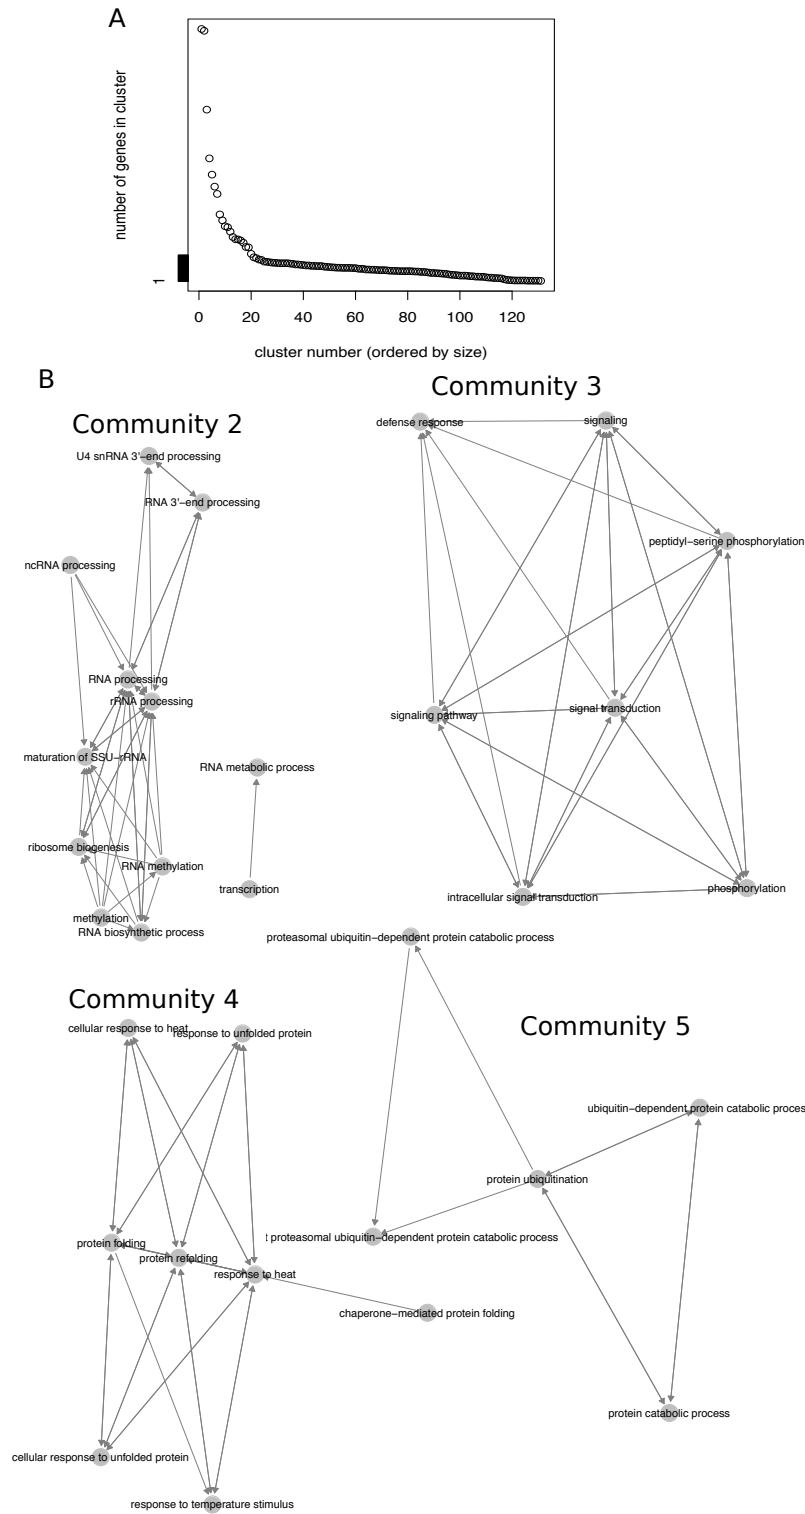 A
number of genes in cluster
1
0 20 40 60 80 100 120
cluster number (ordered by size)
B
Community 3
Community 2
defense response
signaling
U4 snRNA 3'−end processing
RNA 3'−end processing
peptidyl−serine phosphorylation
ncRNA processing
RNA processing
rRNA processing
signaling pathway
signal transduction
maturation of SSU−rRNA
RNA metabolic process
ribosome biogenesis
RNA methylation
transcription
phosphorylation
intracellular signal transduction
methylation
RNA biosynthetic process
proteasomal ubiquitin−dependent protein catabolic process
Community 4
Community 5
cellular response to heat
response to unfolded protein
ubiquitin−dependent protein catabolic proces
protein ubiquitination
t proteasomal ubiquitin−dependent protein catabolic process
protein folding
protein refolding
response to heat
chaperone−mediated protein folding
protein catabolic process
cellular response to unfolded protein
response to temperature stimulus